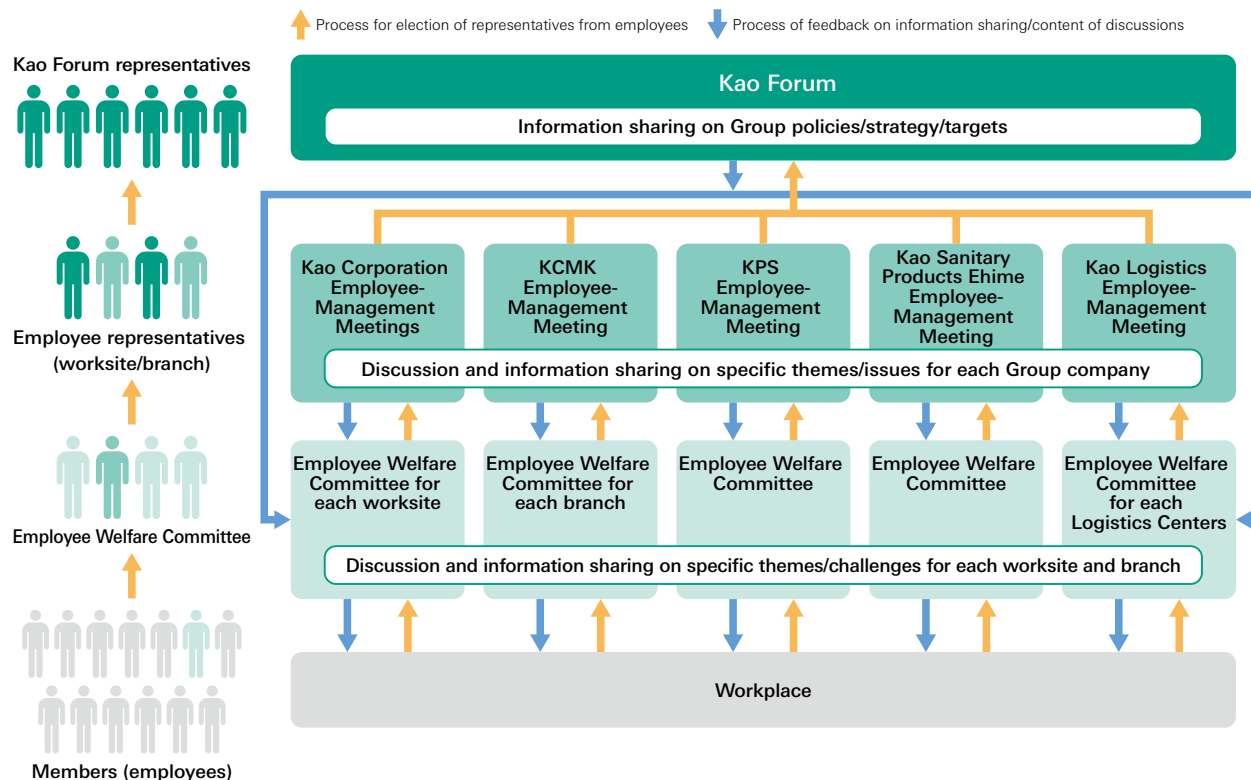 Process for election of representatives from employees
Process of feedback on information sharing/content of discussions
Kao Forum representatives
Employee representatives
(worksite/branch)
Employee Welfare Committee
Members (employees)
Kao Forum
Information sharing on Group policies/strategy/targets
Kao Corporation
Employee-
Management
Meetings
KCMK
Employee-
Management
Meeting
KPS
Employee-
Management
Meeting
Kao Sanitary
Products Ehime
Employee-
Management
Meeting
Kao Logistics
Employee-
Management
Meeting
Discussion and information sharing on specific themes/issues for each Group company
Employee Welfare
Committee for
each worksite
Employee Welfare
Committee for
each branch
Employee Welfare
Committee
Employee Welfare
Committee
Employee Welfare
Committee
for each
Logistics Centers
Discussion and information sharing on specific themes/challenges for each worksite and branch
Workplace